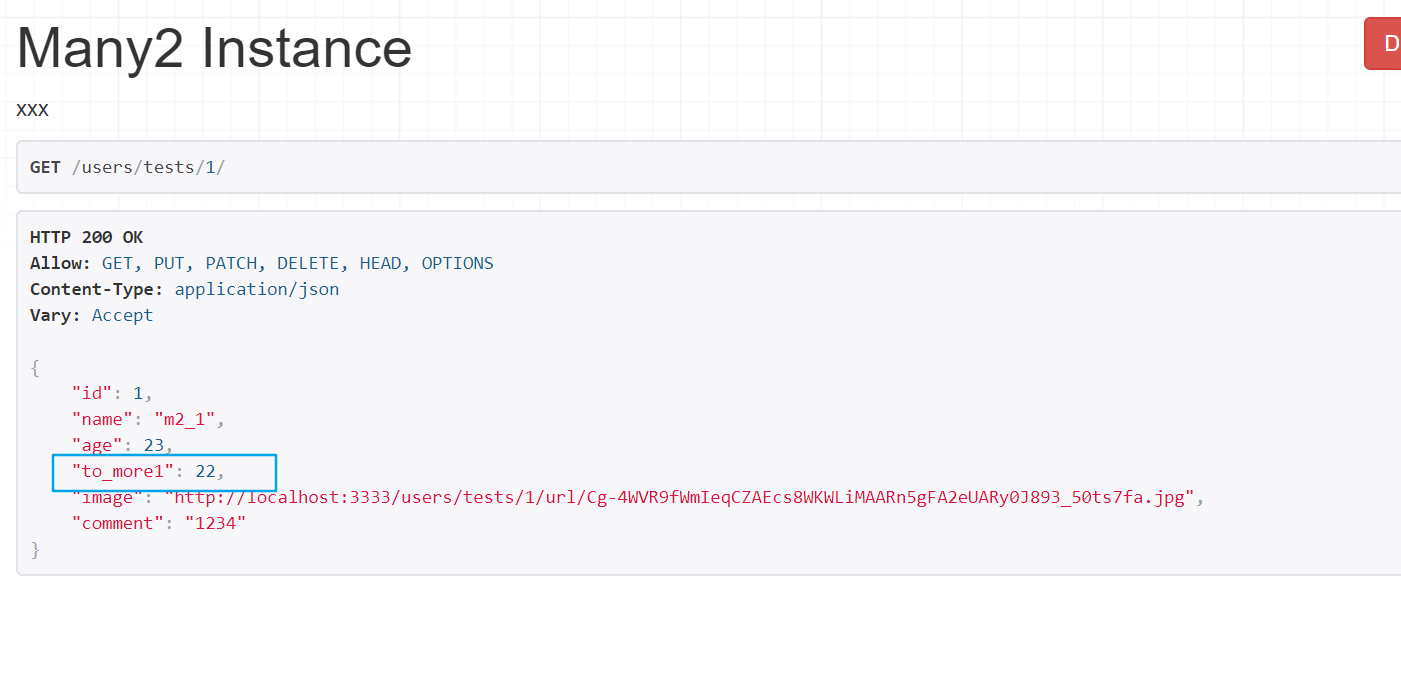 Many2 Instance
D
xxx
GET /users/tests/1/
HTTP 200 OK
Allow: GET, PUT, PATCH, DELETE, HEAD, OPTIONS
Content-Type: application/json
Vary: Accept
{
"id": 1,
"name": "m2_1",
"age": 23,
"to_more1": 22,
"image": "http://localhost:3333/users/tests/1/url/Cg-4WVR9fWmIeqCZAEcs8WKWLiMAARn5gFA2eUARy0J893_50ts7fa.jpg",
"comment": "1234"
}